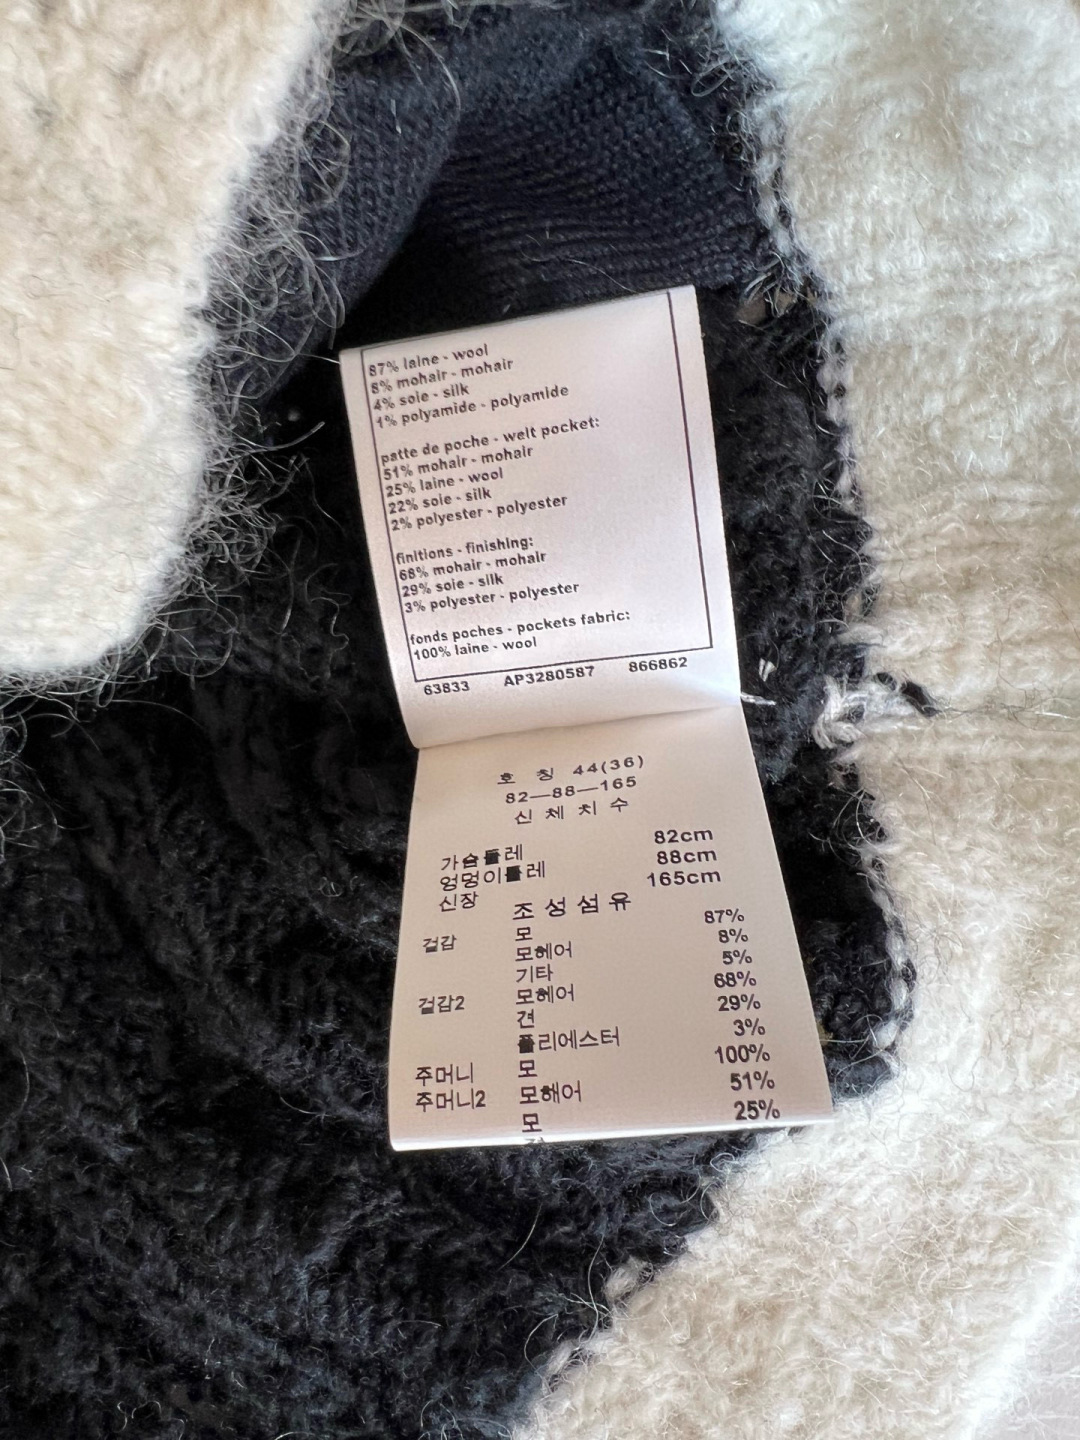 87% laine - wool
8% mohair - mohair
4% soie - silk
1% polyamide - polyamide
patte de poche - welt pocket:
51% mohair - mohair
25% laine - wool
22% soie - silk
2% polyester - polyester
finitions - finishing:
68% mohair - mohair
29% soie - silk
3% polyester - polyester
fonds poches - pockets fabric:
100% laine - wool
63833 AP3280587 866862
호 칭 44(36)
82—88—165
신 체 치 수
가슴둘레 82cm
엉덩이둘레 88cm
신장 165cm
조 성 섬 유
겉감 모 87%
모헤어 8%
기타 5%
겉감2 모헤어 68%
견 29%
폴리에스터 3%
주머니 모 100%
주머니2 모헤어 51%
모 25%